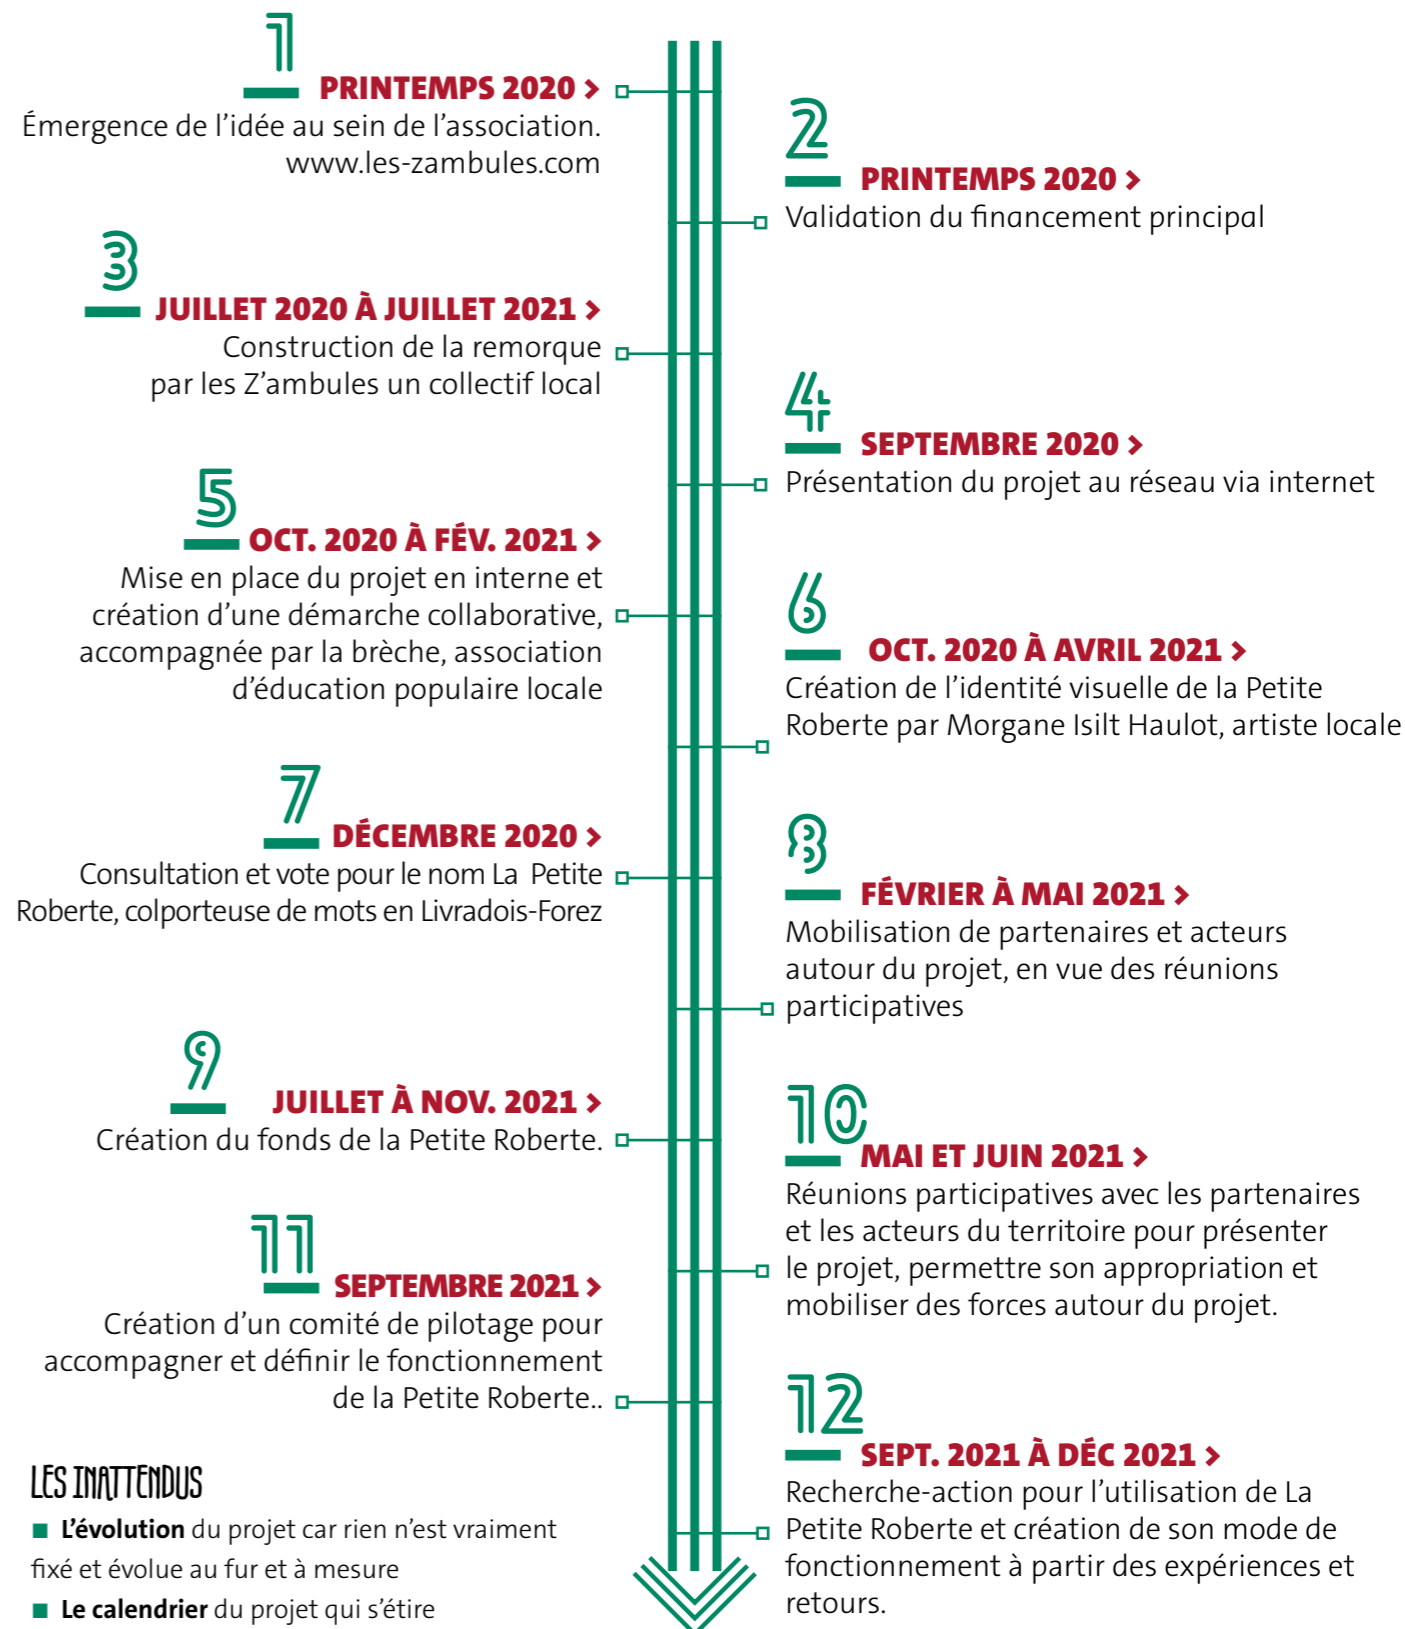 1
PRINTEMPS 2020 >
Émergence de l’idée au sein de l’association.
www.les-zambules.com
2
PRINTEMPS 2020 >
Validation du financement principal
3
JUILLET 2020 À JUILLET 2021 >
Construction de la remorque
par les Z’ambules un collectif local
4
SEPTEMBRE 2020 >
Présentation du projet au réseau via internet
5
OCT. 2020 À FÉV. 2021 >
Mise en place du projet en interne et
création d’une démarche collaborative,
accompagnée par la brèche, association
d’éducation populaire locale
6
OCT. 2020 À AVRIL 2021 >
Création de l’identité visuelle de la Petite
Roberte par Morgane Isilt Haulot, artiste locale
7
DÉCEMBRE 2020 >
Consultation et vote pour le nom La Petite
Roberte, colporteuse de mots en Livradois-Forez
8
FÉVRIER À MAI 2021 >
Mobilisation de partenaires et acteurs
autour du projet, en vue des réunions
participatives
9
JUILLET À NOV. 2021 >
Création du fonds de la Petite Roberte.
10
MAI ET JUIN 2021 >
Réunions participatives avec les partenaires
et les acteurs du territoire pour présenter
le projet, permettre son appropriation et
mobiliser des forces autour du projet.
11
SEPTEMBRE 2021 >
Création d’un comité de pilotage pour
accompagner et définir le fonctionnement
de la Petite Roberte..
12
SEPT. 2021 À DÉC 2021 >
Recherche-action pour l’utilisation de La
Petite Roberte et création de son mode de
fonctionnement à partir des expériences et
retours.
LES INATTENDUS
■ L’évolution du projet car rien n’est vraiment
fixé et évolue au fur et à mesure
■ Le calendrier du projet qui s’étire